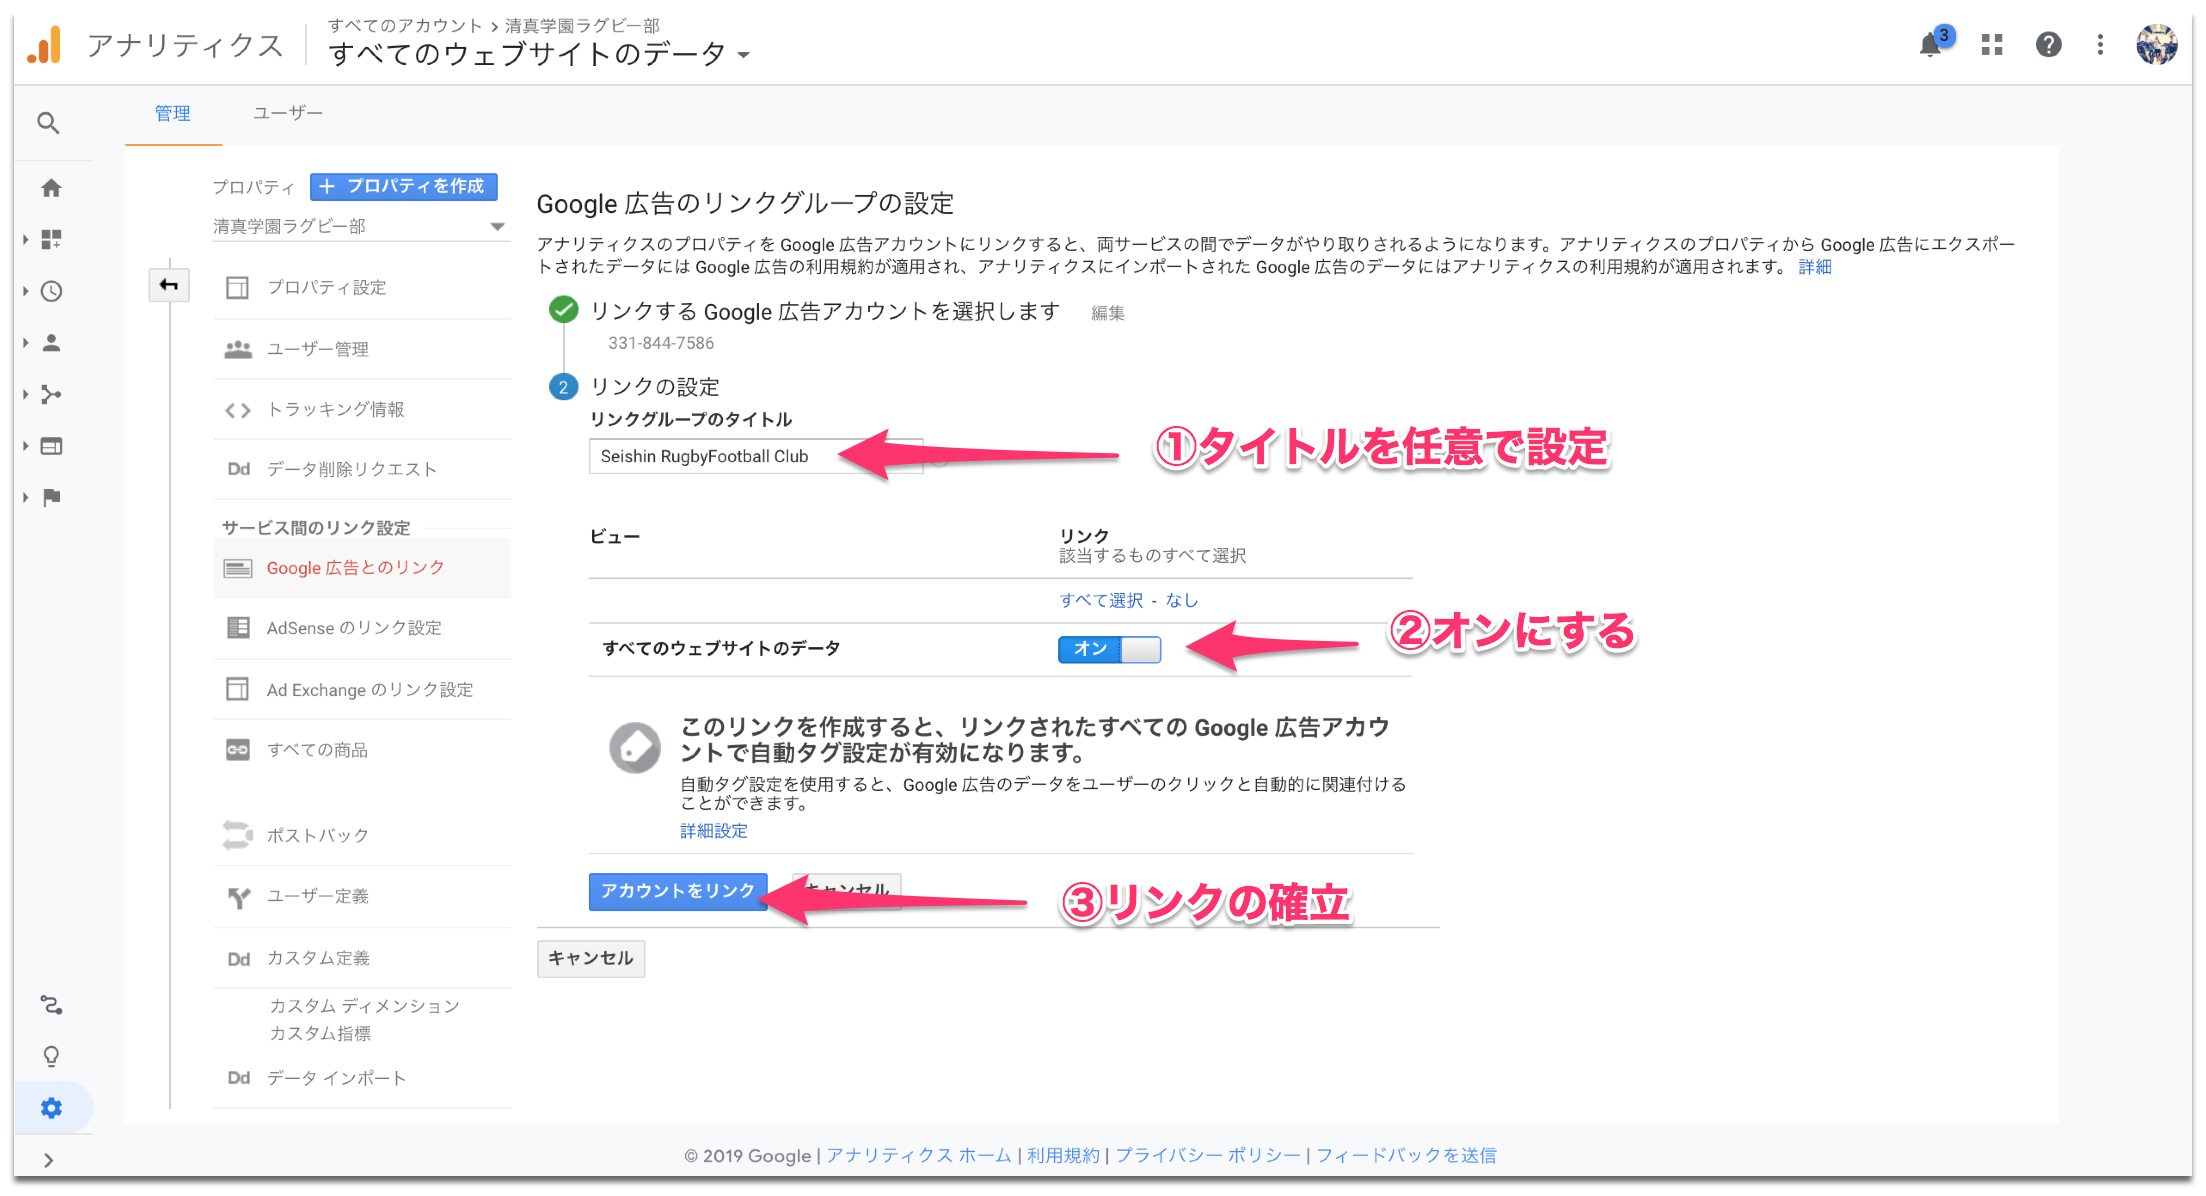 アナリティクス
すべてのアカウント > 清真学園ラグビー部
すべてのウェブサイトのデータ
3
管理
ユーザー
プロパティ
+ プロパティを作成
清真学園ラグビー部
プロパティ設定
ユーザー管理
トラッキング情報
Dd データ削除リクエスト
サービス間のリンク設定
Google 広告とのリンク
AdSense のリンク設定
Ad Exchange のリンク設定
すべての商品
ポストバック
ユーザー定義
Dd カスタム定義
カスタム ディメンション
カスタム指標
Dd データ インポート
Google 広告のリンクグループの設定
アナリティクスのプロパティを Google 広告アカウントにリンクすると、両サービスの間でデータがやり取りされるようになります。アナリティクスのプロパティから Google 広告にエクスポー
トされたデータには Google 広告の利用規約が適用され、アナリティクスにインポートされた Google 広告のデータにはアナリティクスの利用規約が適用されます。 詳細
リンクする Google 広告アカウントを選択します 編集
331-844-7586
2 リンクの設定
リンクグループのタイトル
Seishin RugbyFootball Club
①タイトルを任意で設定
ビュー
リンク
該当するものすべて選択
すべて選択 - なし
すべてのウェブサイトのデータ
オン
②オンにする
このリンクを作成すると、リンクされたすべての Google 広告アカウ
ントで自動タグ設定が有効になります。
自動タグ設定を使用すると、Google 広告のデータをユーザーのクリックと自動的に関連付ける
ことができます。
詳細設定
アカウントをリンク
キャンセル
③リンクの確立
キャンセル
© 2019 Google | アナリティクス ホーム | 利用規約 | プライバシー ポリシー | フィードバックを送信